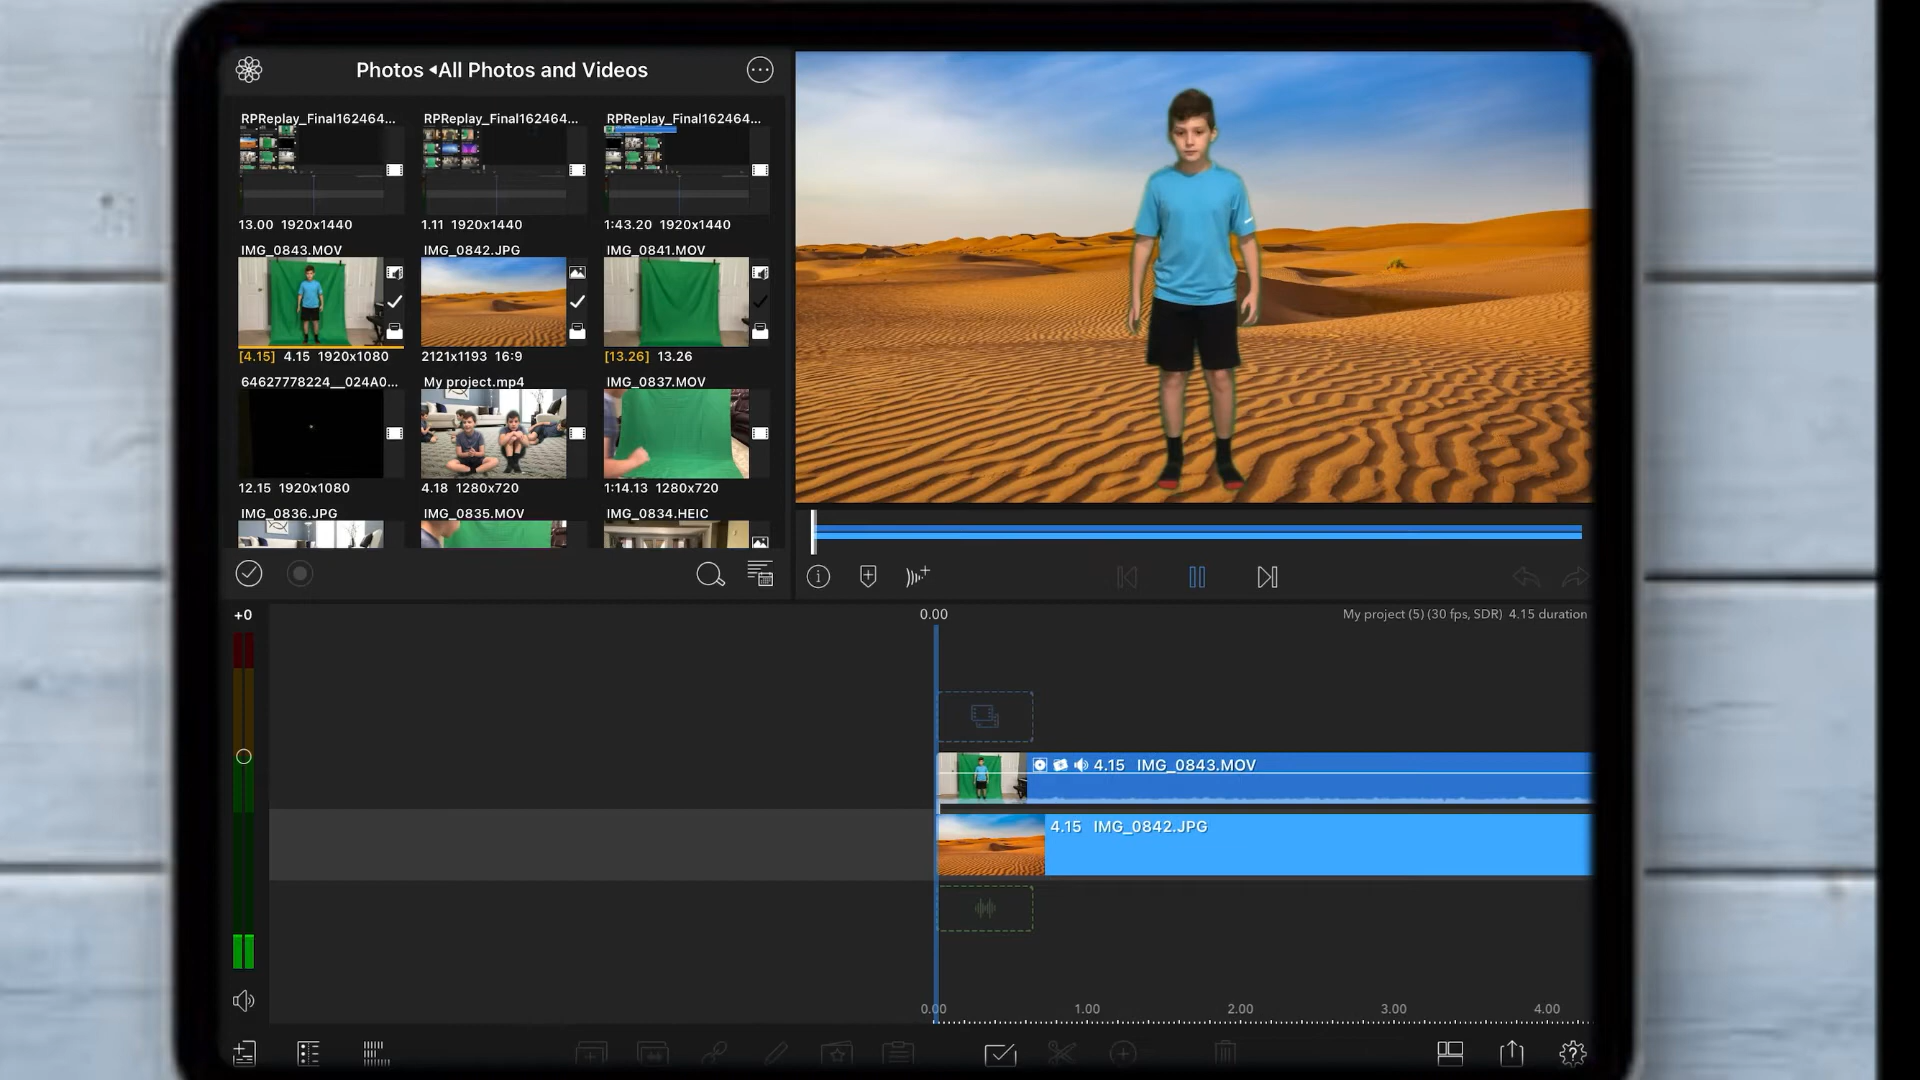 Photos ◂All Photos and Videos
RPReplay_Final162464... RPReplay_Final162464... RPReplay_Final162464...
13.00 1920x1440 1.11 1920x1440 1:43.20 1920x1440
IMG_0843.MOV IMG_0842.JPG IMG_0841.MOV
[4.15] 4.15 1920x1080 2121x1193 16:9 [13.26] 13.26
64627778224__024A0... My project.mp4 IMG_0837.MOV
12.15 1920x1080 4.18 1280x720 1:14.13 1280x720
IMG_0836.JPG IMG_0835.MOV IMG_0834.HEIC
+0 0.00 My project (5) (30 fps, SDR) 4.15 duration
4.15 IMG_0843.MOV
4.15 IMG_0842.JPG
0.00 1.00 2.00 3.00 4.00